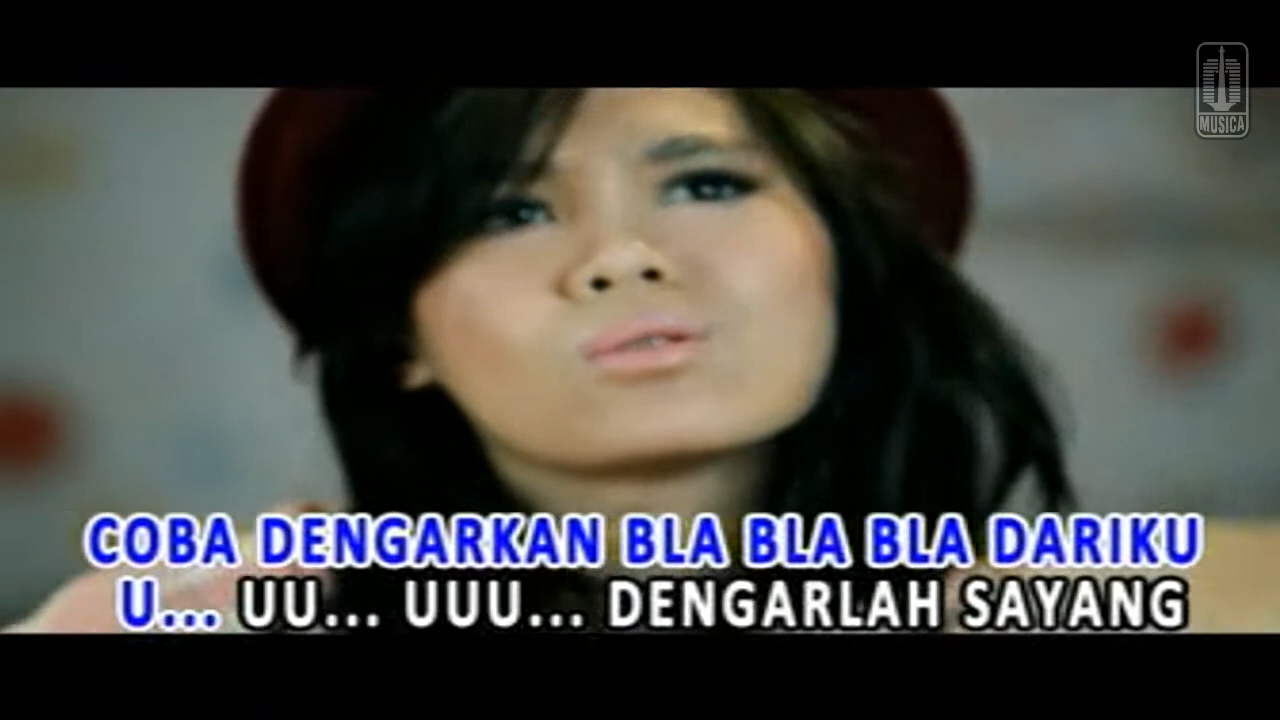 MUSICA
COBA DENGARKAN BLA BLA BLA DARIKU
U... UU... UUU... DENGARLAH SAYANG